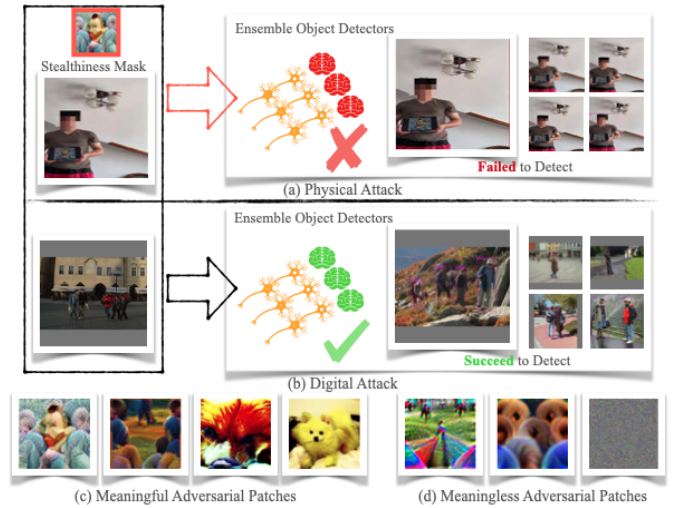 Stealthiness Mask
Ensemble Object Detectors
Failed to Detect
(a) Physical Attack
Ensemble Object Detectors
Succeed to Detect
(b) Digital Attack
(c) Meaningful Adversarial Patches
(d) Meaningless Adversarial Patches